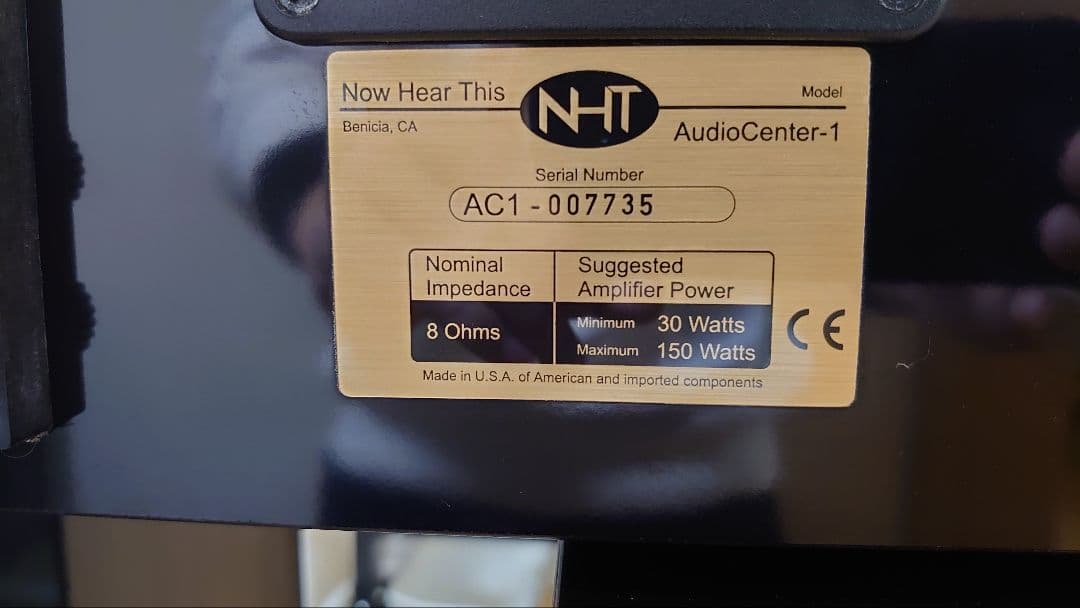 Now Hear This
Benicia, CA
NHT
Model
AudioCenter-1
Serial Number
AC1 - 007735
Nominal
Impedance
8 Ohms
Suggested
Amplifier Power
Minimum 30 Watts
Maximum 150 Watts
CE
Made in U.S.A. of American and imported components